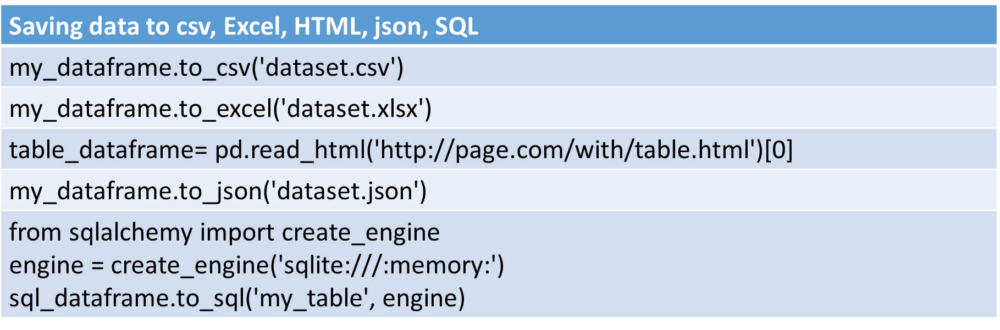 Saving data to csv, Excel, HTML, json, SQL
my_dataframe.to_csv('dataset.csv')
my_dataframe.to_excel('dataset.xlsx')
table_dataframe= pd.read_html('http://page.com/with/table.html')[0]
my_dataframe.to_json('dataset.json')
from sqlalchemy import create_engine
engine = create_engine('sqlite:///:memory:')
sql_dataframe.to_sql('my_table', engine)